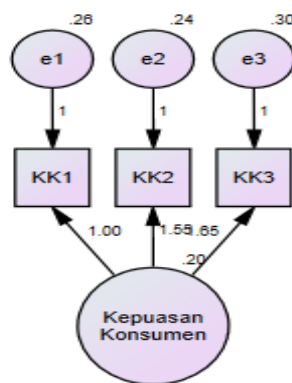 .26 .24 .30
e1 e2 e3
1 1 1
KK1 KK2 KK3
1.00 1.55 1.65
.20
Kepuasan
Konsumen